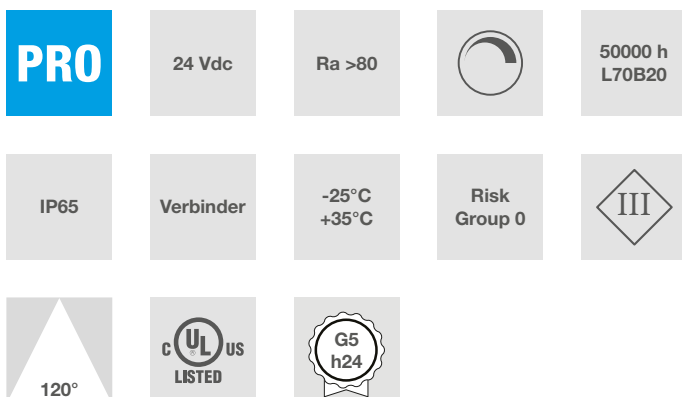 PRO
24 Vdc
Ra >80
50000 h
L70B20
IP65
Verbinder
-25°C
+35°C
Risk
Group 0
III
120°
C UL ® US
LISTED
G5
h24